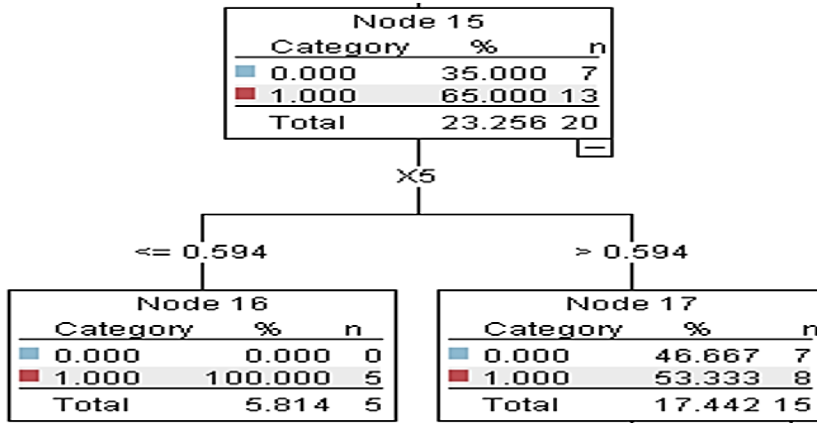 Node 15
Category % n
0.000 35.000 7
1.000 65.000 13
Total 23.256 20
X5
<= 0.594 > 0.594
Node 16
Category % n
0.000 0.000 0
1.000 100.000 5
Total 5.814 5
Node 17
Category % n
0.000 46.667 7
1.000 53.333 8
Total 17.442 15